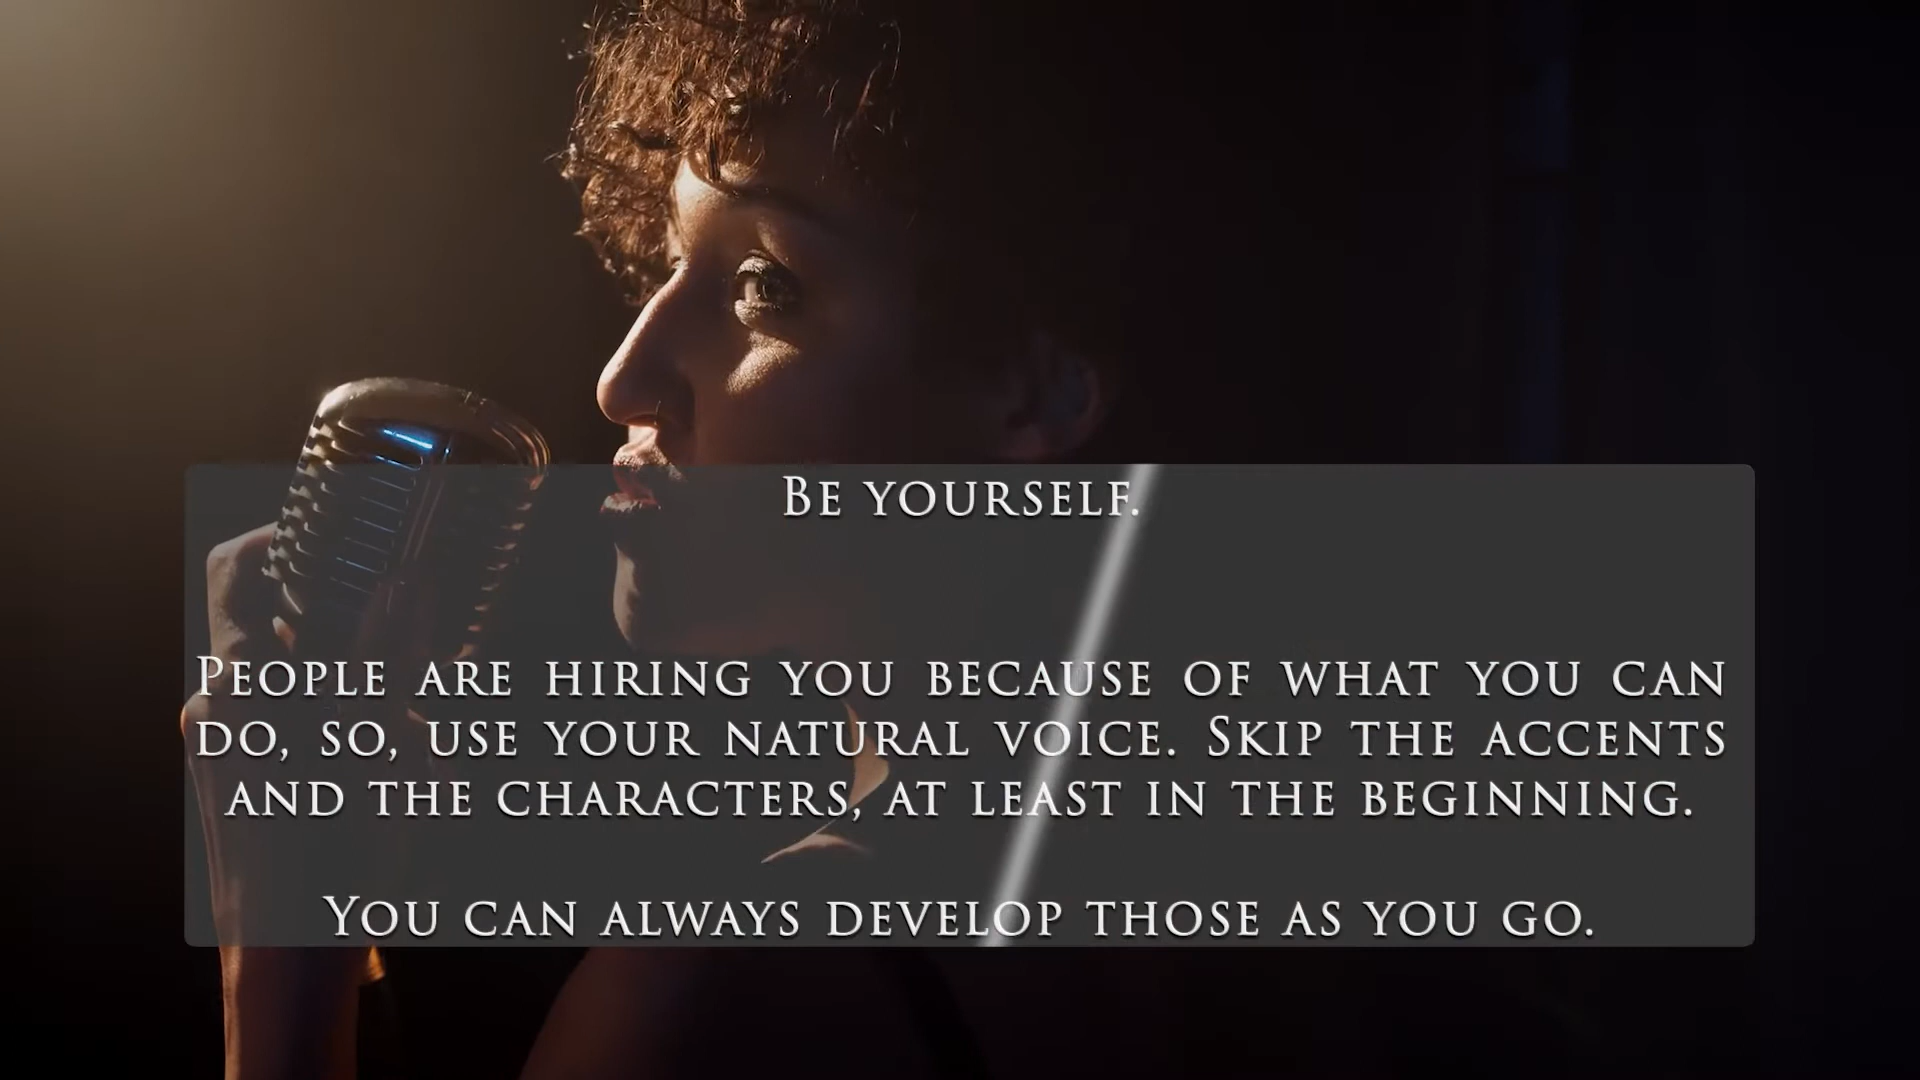 Be yourself.
People are hiring you because of what you can
do, so, use your natural voice. Skip the accents
and the characters, at least in the beginning.
You can always develop those as you go.